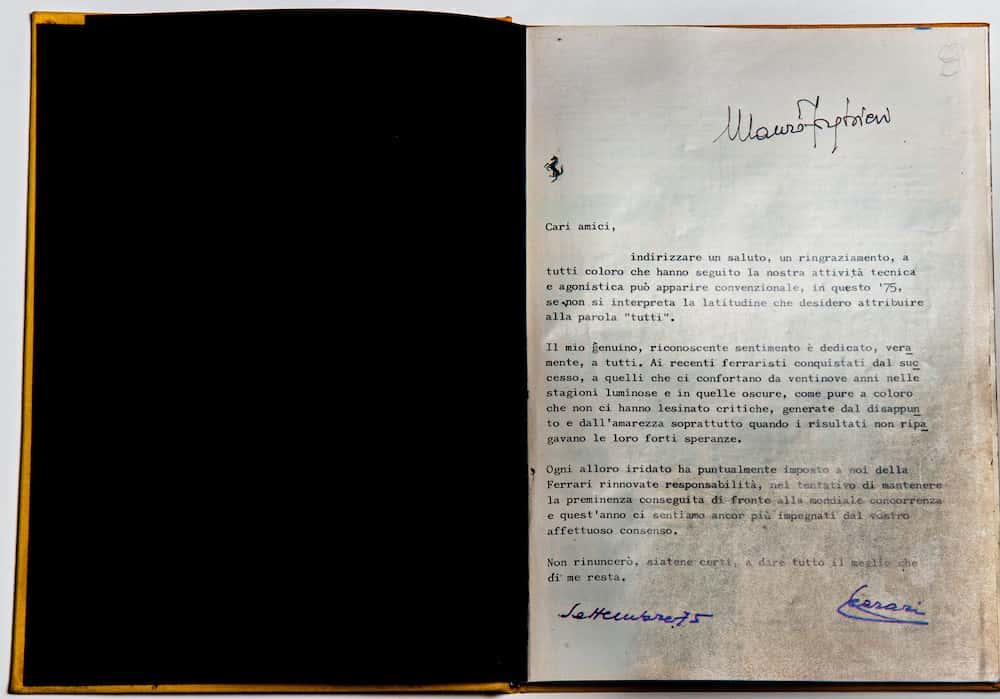 Mauro Forghieri
Cari amici,
indirizzare un saluto, un ringraziamento, a
tutti coloro che hanno seguito la nostra attività tecnica
e agonistica può apparire convenzionale, in questo '75,
se non si interpreta la latitudine che desidero attribuire
alla parola "tutti".
Il mio genuino, riconoscente sentimento è dedicato, vera
mente, a tutti. Ai recenti ferraristi conquistati dal suc
cesso, a quelli che ci confortano da ventinove anni nelle
stagioni luminose e in quelle oscure, come pure a coloro
che non ci hanno lesinato critiche, generate dal disappun
to e dall'amarezza soprattutto quando i risultati non ripa
gavano le loro forti speranze.
Ogni alloro iridato ha puntualmente imposto a noi della
Ferrari rinnovate responsabilità, nel tentativo di mantenere
la preminenza conseguita di fronte alla mondiale concorrenza
e quest'anno ci sentiamo ancor più impegnati dal vostro
affettuoso consenso.
Non rinuncerò, siatene certi, a dare tutto il meglio che
di me resta.
Settembre 75
Ferrari